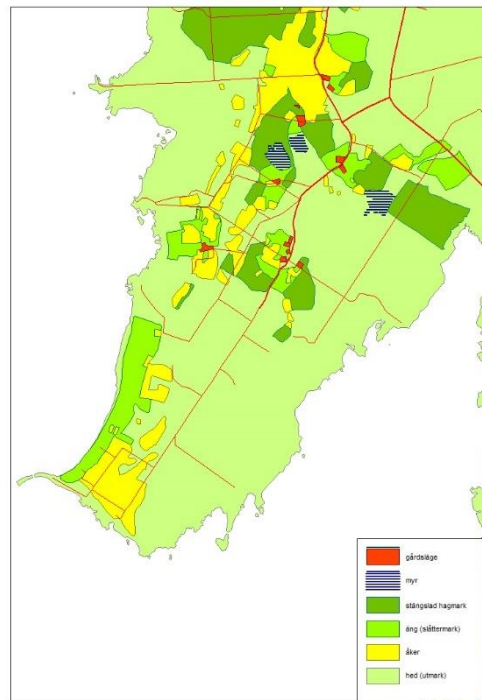 gårdsläge
myr
stängslad hagmark
äng (slåttermark)
åker
hed (utmark)